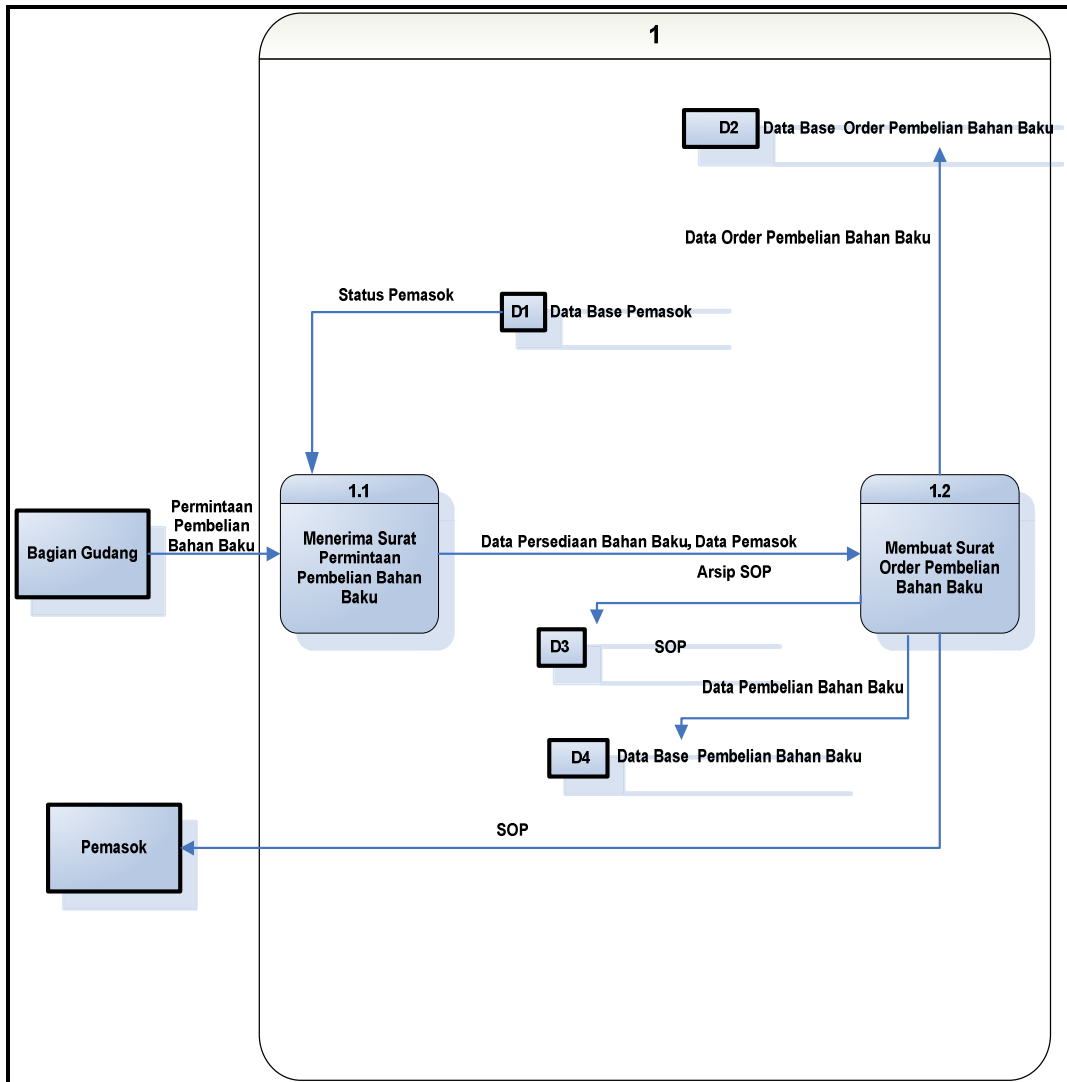 1
D2
Data Base Order Pembelian Bahan Baku
Data Order Pembelian Bahan Baku
Status Pemasok
D1
Data Base Pemasok
Permintaan
Pembelian
Bahan Baku
Bagian Gudang
1.1
Menerima Surat
Permintaan
Pembelian Bahan
Baku
Data Persediaan Bahan Baku, Data Pemasok
Arsip SOP
1.2
Membuat Surat
Order Pembelian
Bahan Baku
D3
SOP
Data Pembelian Bahan Baku
D4
Data Base Pembelian Bahan Baku
SOP
Pemasok